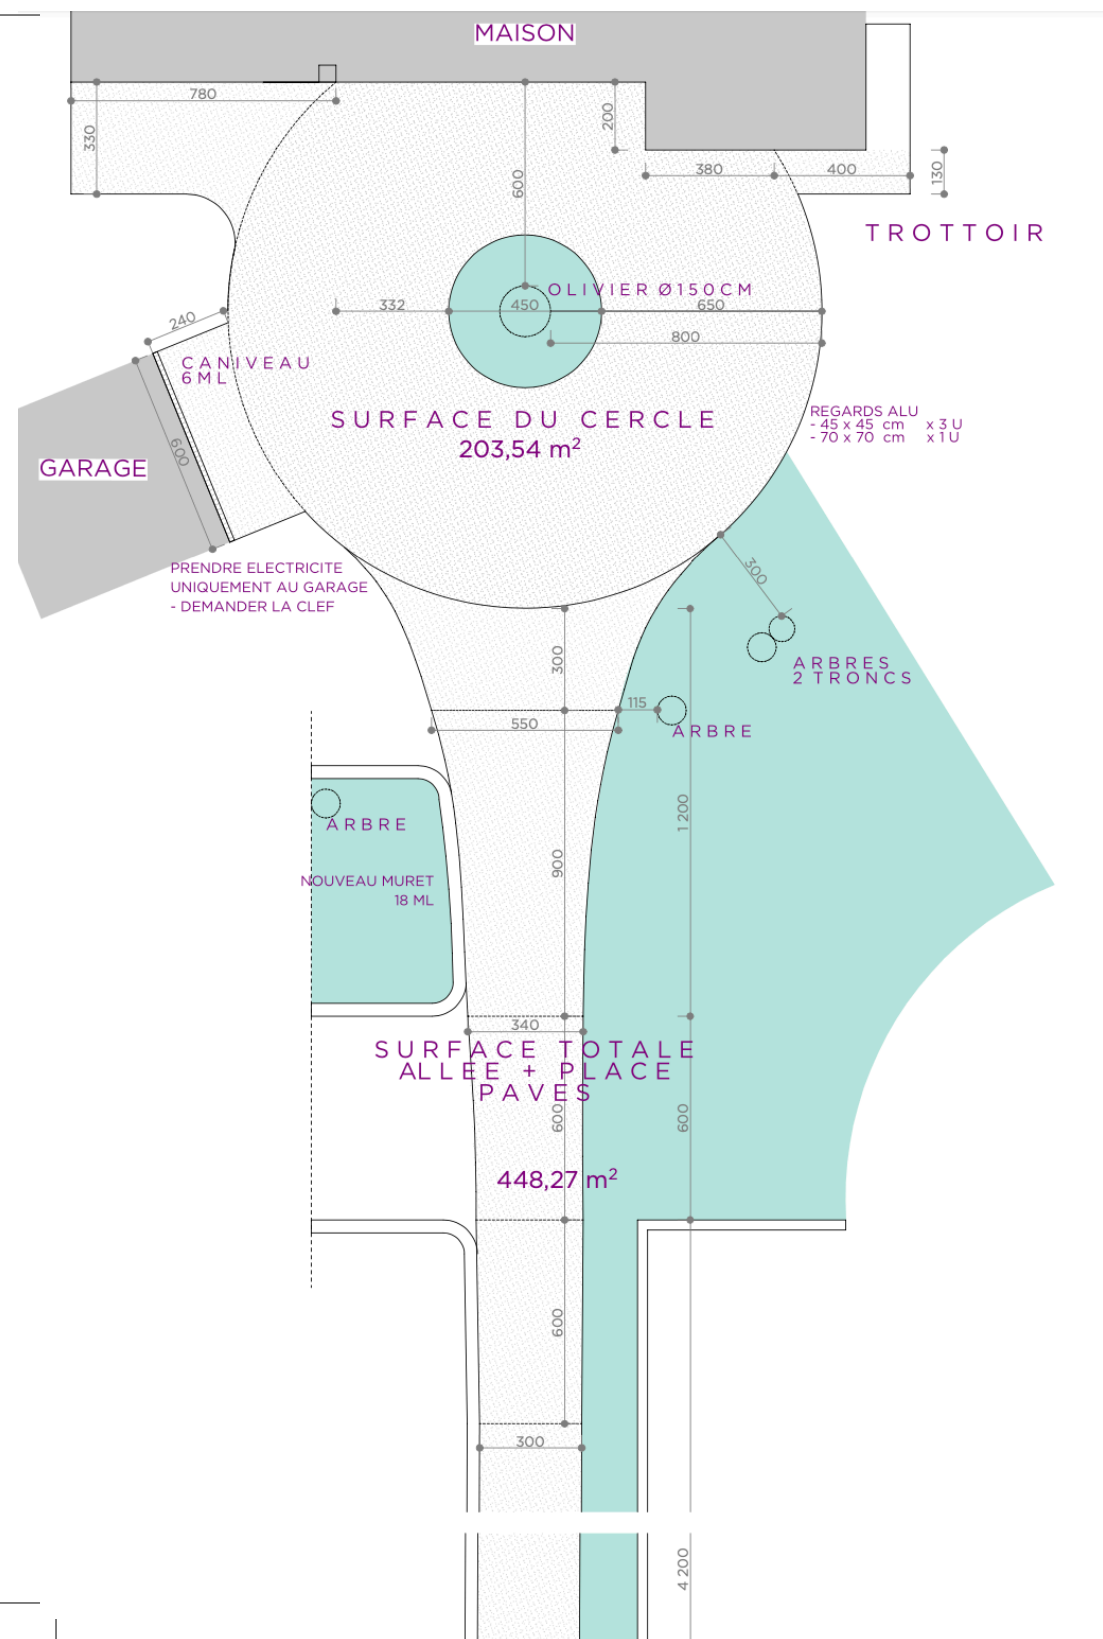 MAISON
780
330
200
600
380
400
130
TROTTOIR
OLIVIER Ø150CM
332
450
650
800
240
CANIVEAU
6ML
600
GARAGE
SURFACE DU CERCLE
203,54 m²
REGARDS ALU
- 45 x 45 cm x 3 U
- 70 x 70 cm x 1 U
PRENDRE ELECTRICITE
UNIQUEMENT AU GARAGE
- DEMANDER LA CLEF
300
300
ARBRES
2 TRONCS
115
550
ARBRE
1 200
ARBRE
900
NOUVEAU MURET
18 ML
340
SURFACE TOTALE
ALLEE + PLACE
PAVES
600
600
448,27 m²
600
300
4 200